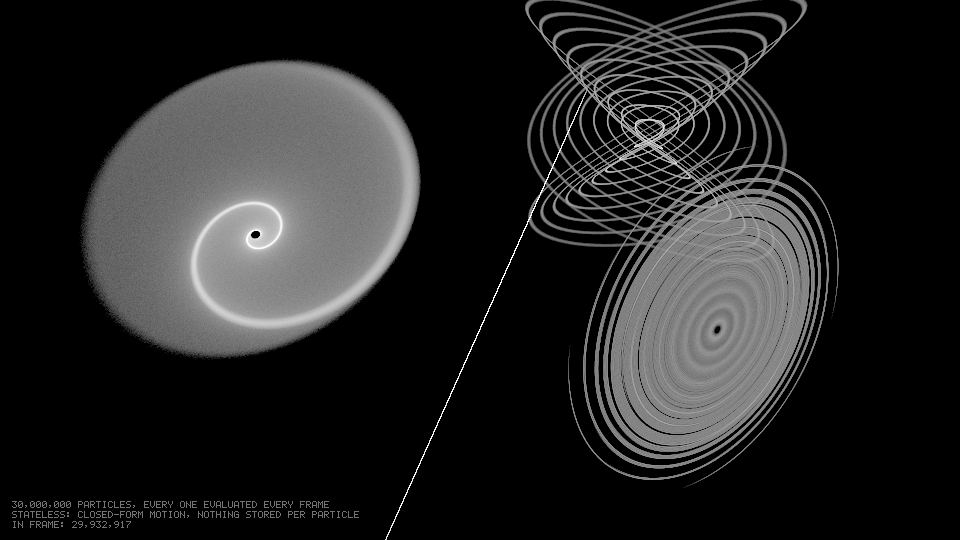 30,000,000 PARTICLES, EVERY ONE EVALUATED EVERY FRAME
STATELESS: CLOSED-FORM MOTION, NOTHING STORED PER PARTICLE
IN FRAME: 29,932,917